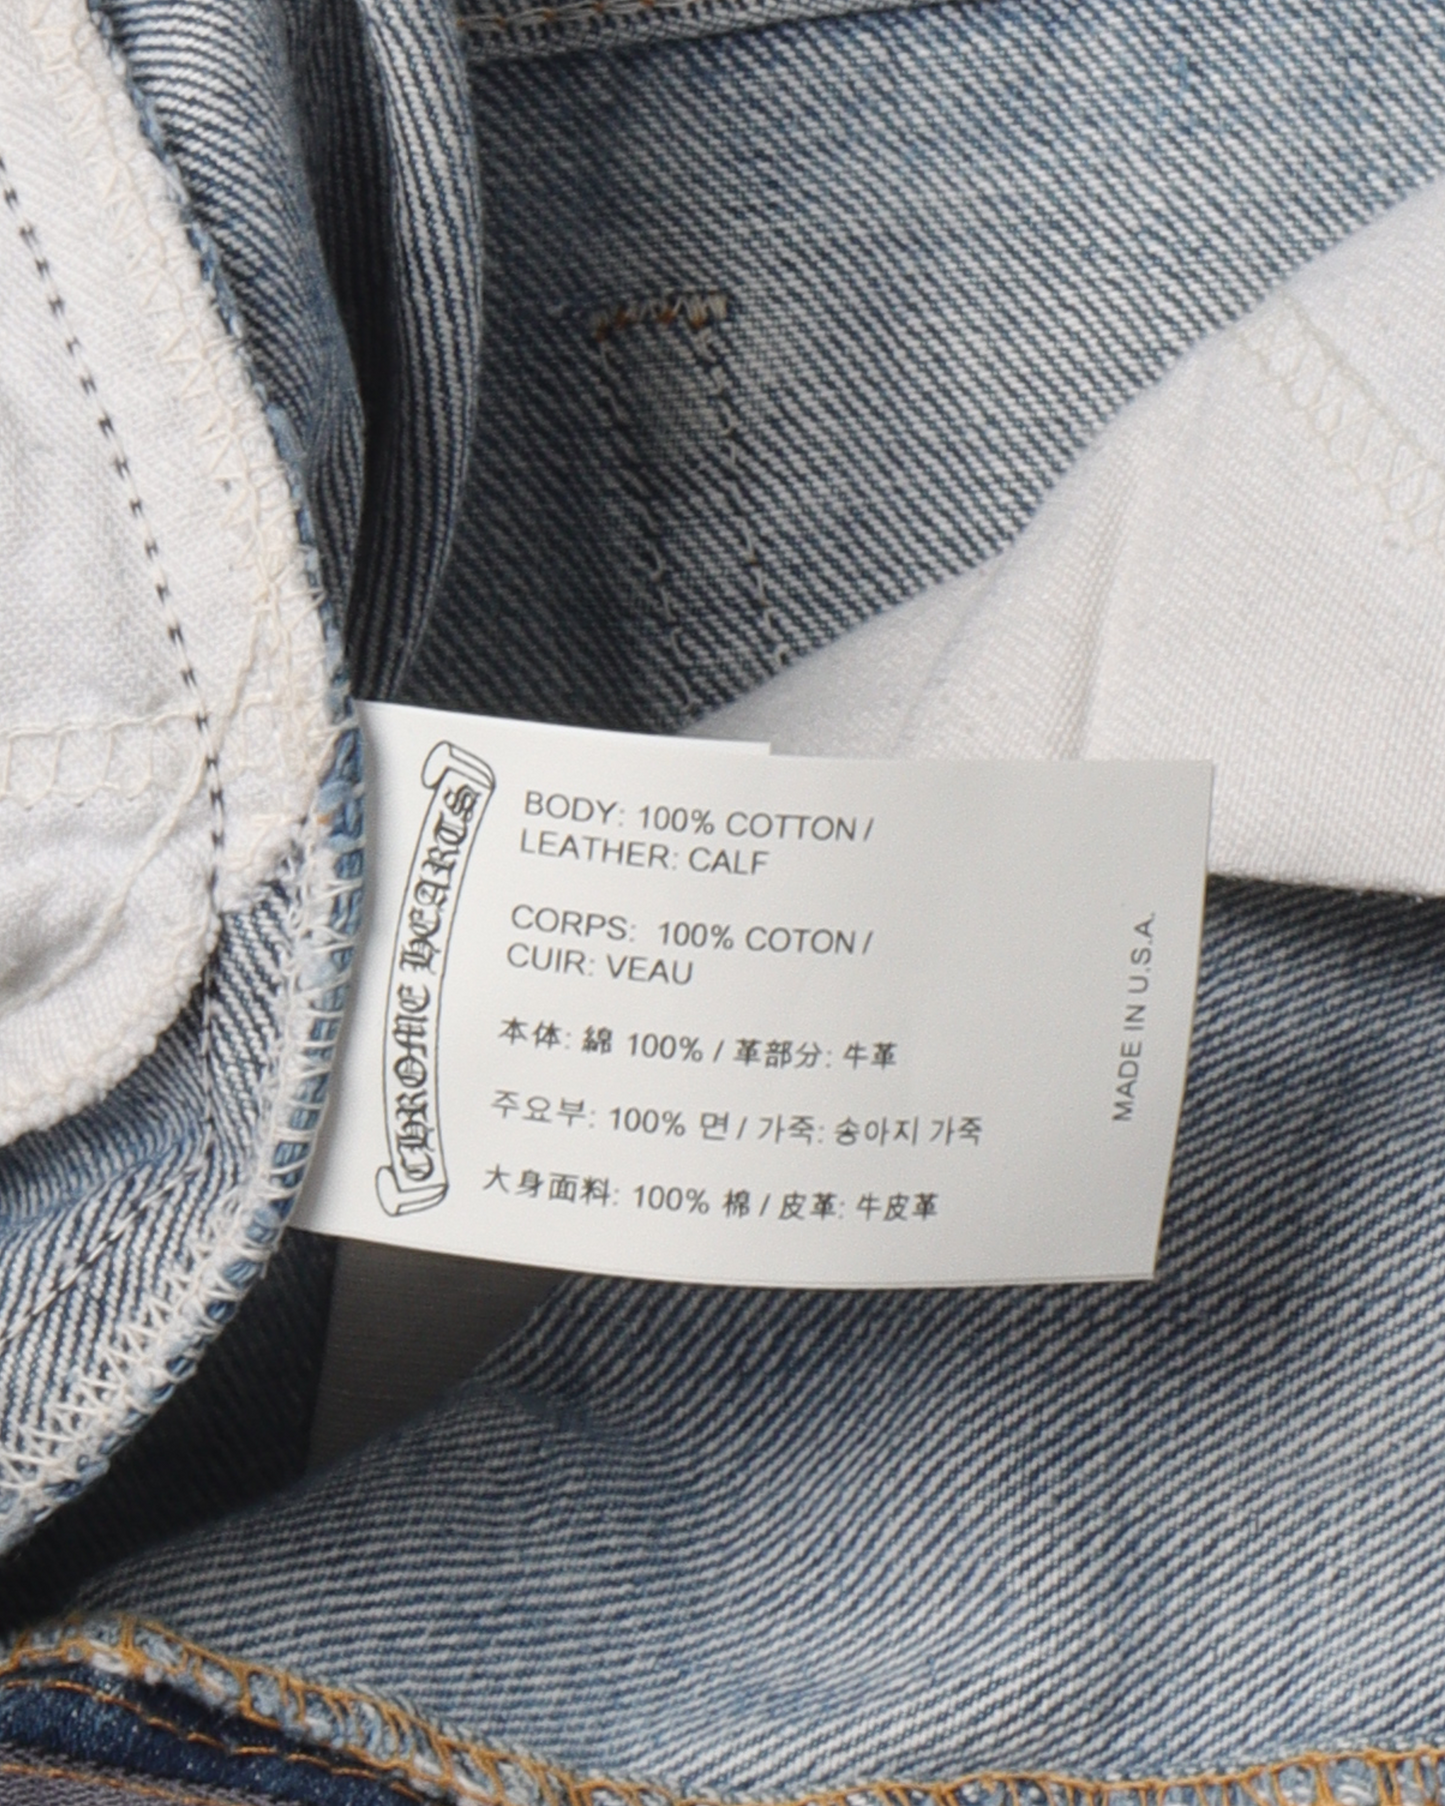 CHROME HEARTS
BODY: 100% COTTON /
LEATHER: CALF
CORPS: 100% COTON /
CUIR: VEAU
本体: 綿 100% / 革部分: 牛革
주요부: 100% 면 / 가죽: 송아지 가죽
大身面料: 100% 棉 / 皮革: 牛皮革
MADE IN U.S.A.